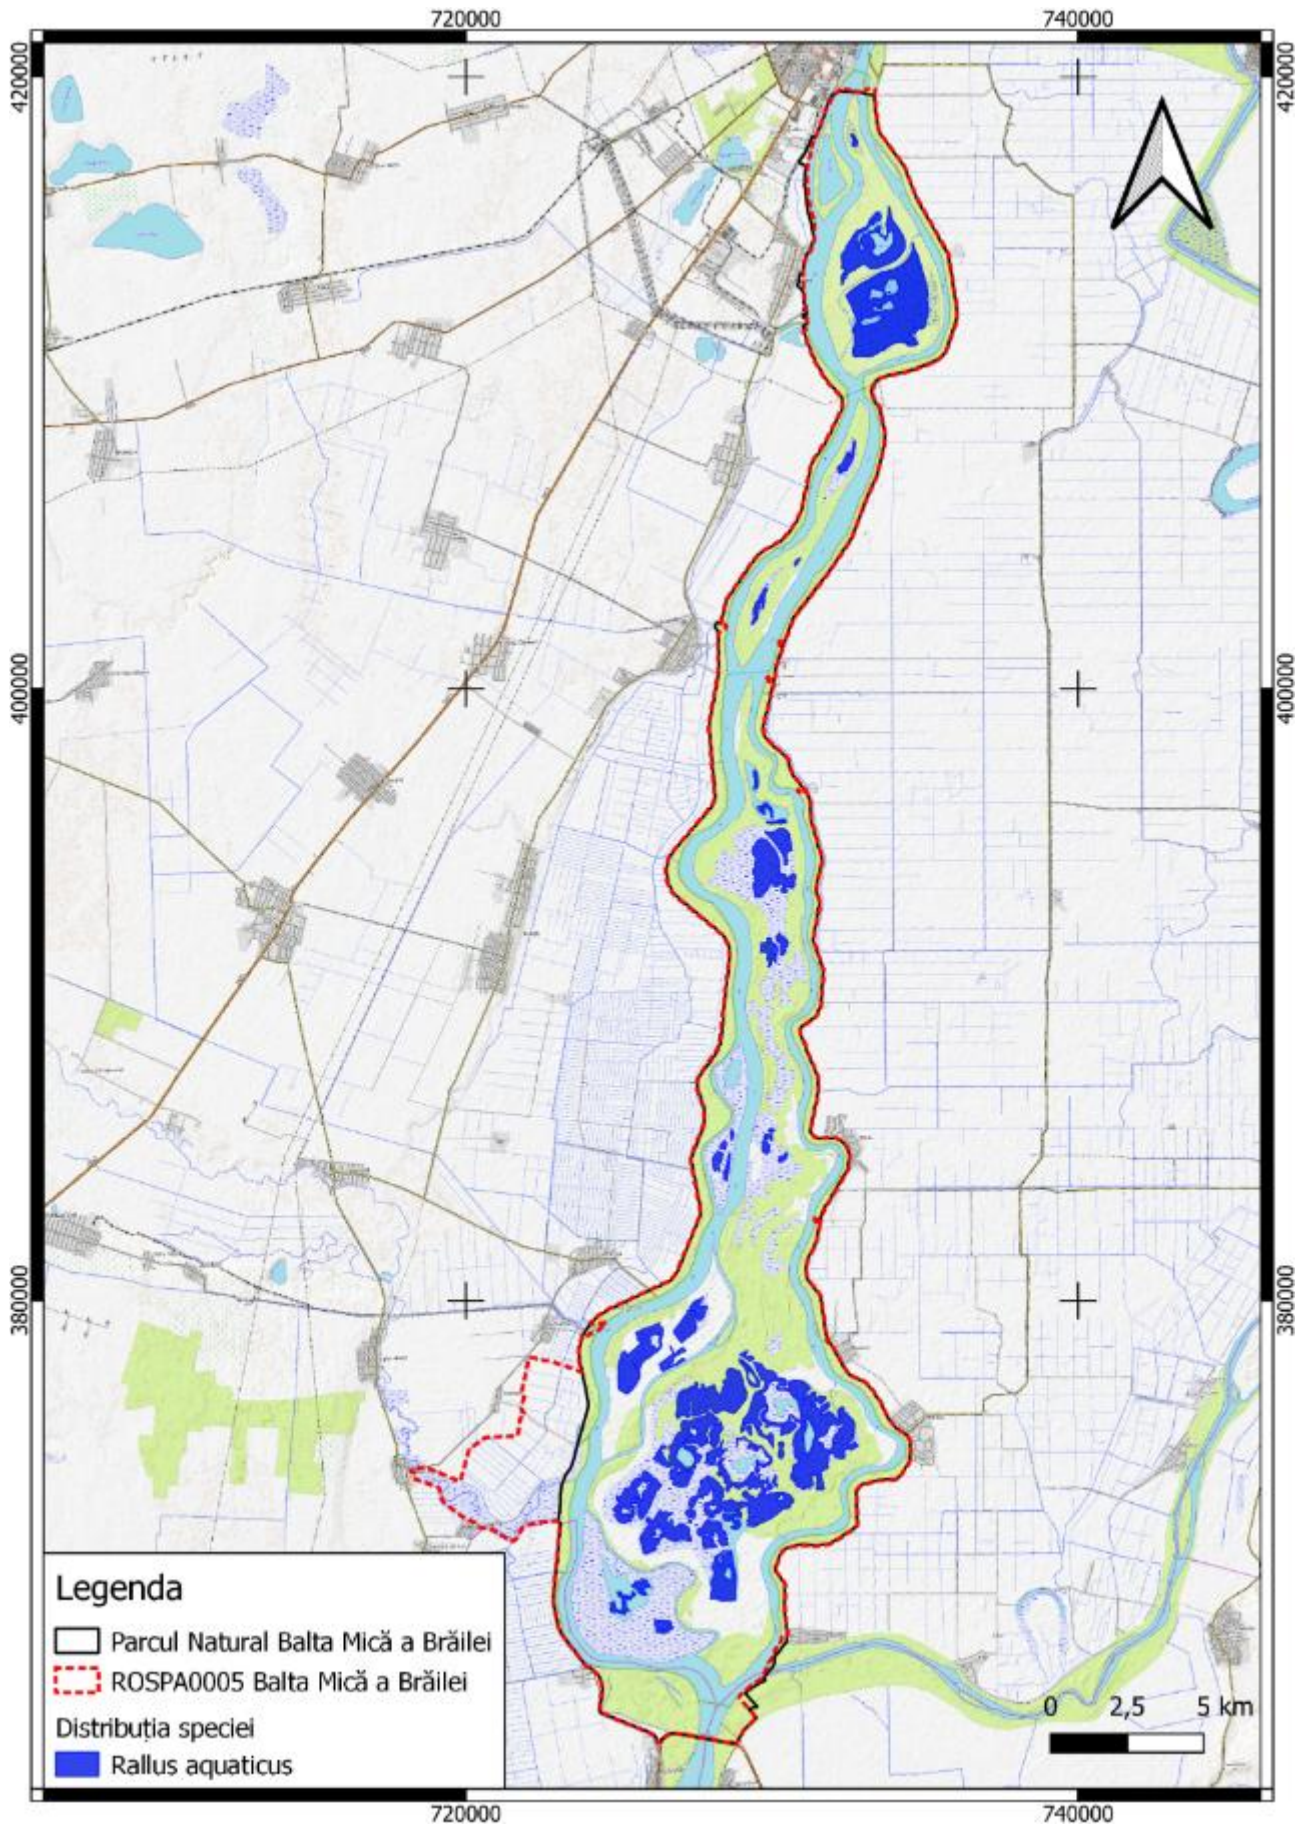 720000
740000
420000
420000
400000
400000
380000
380000
Legenda
Parcul Natural Balta Mică a Brăilei
ROSPA0005 Balta Mică a Brăilei
Distribuția speciei
Rallus aquaticus
0 2,5 5 km
720000
740000